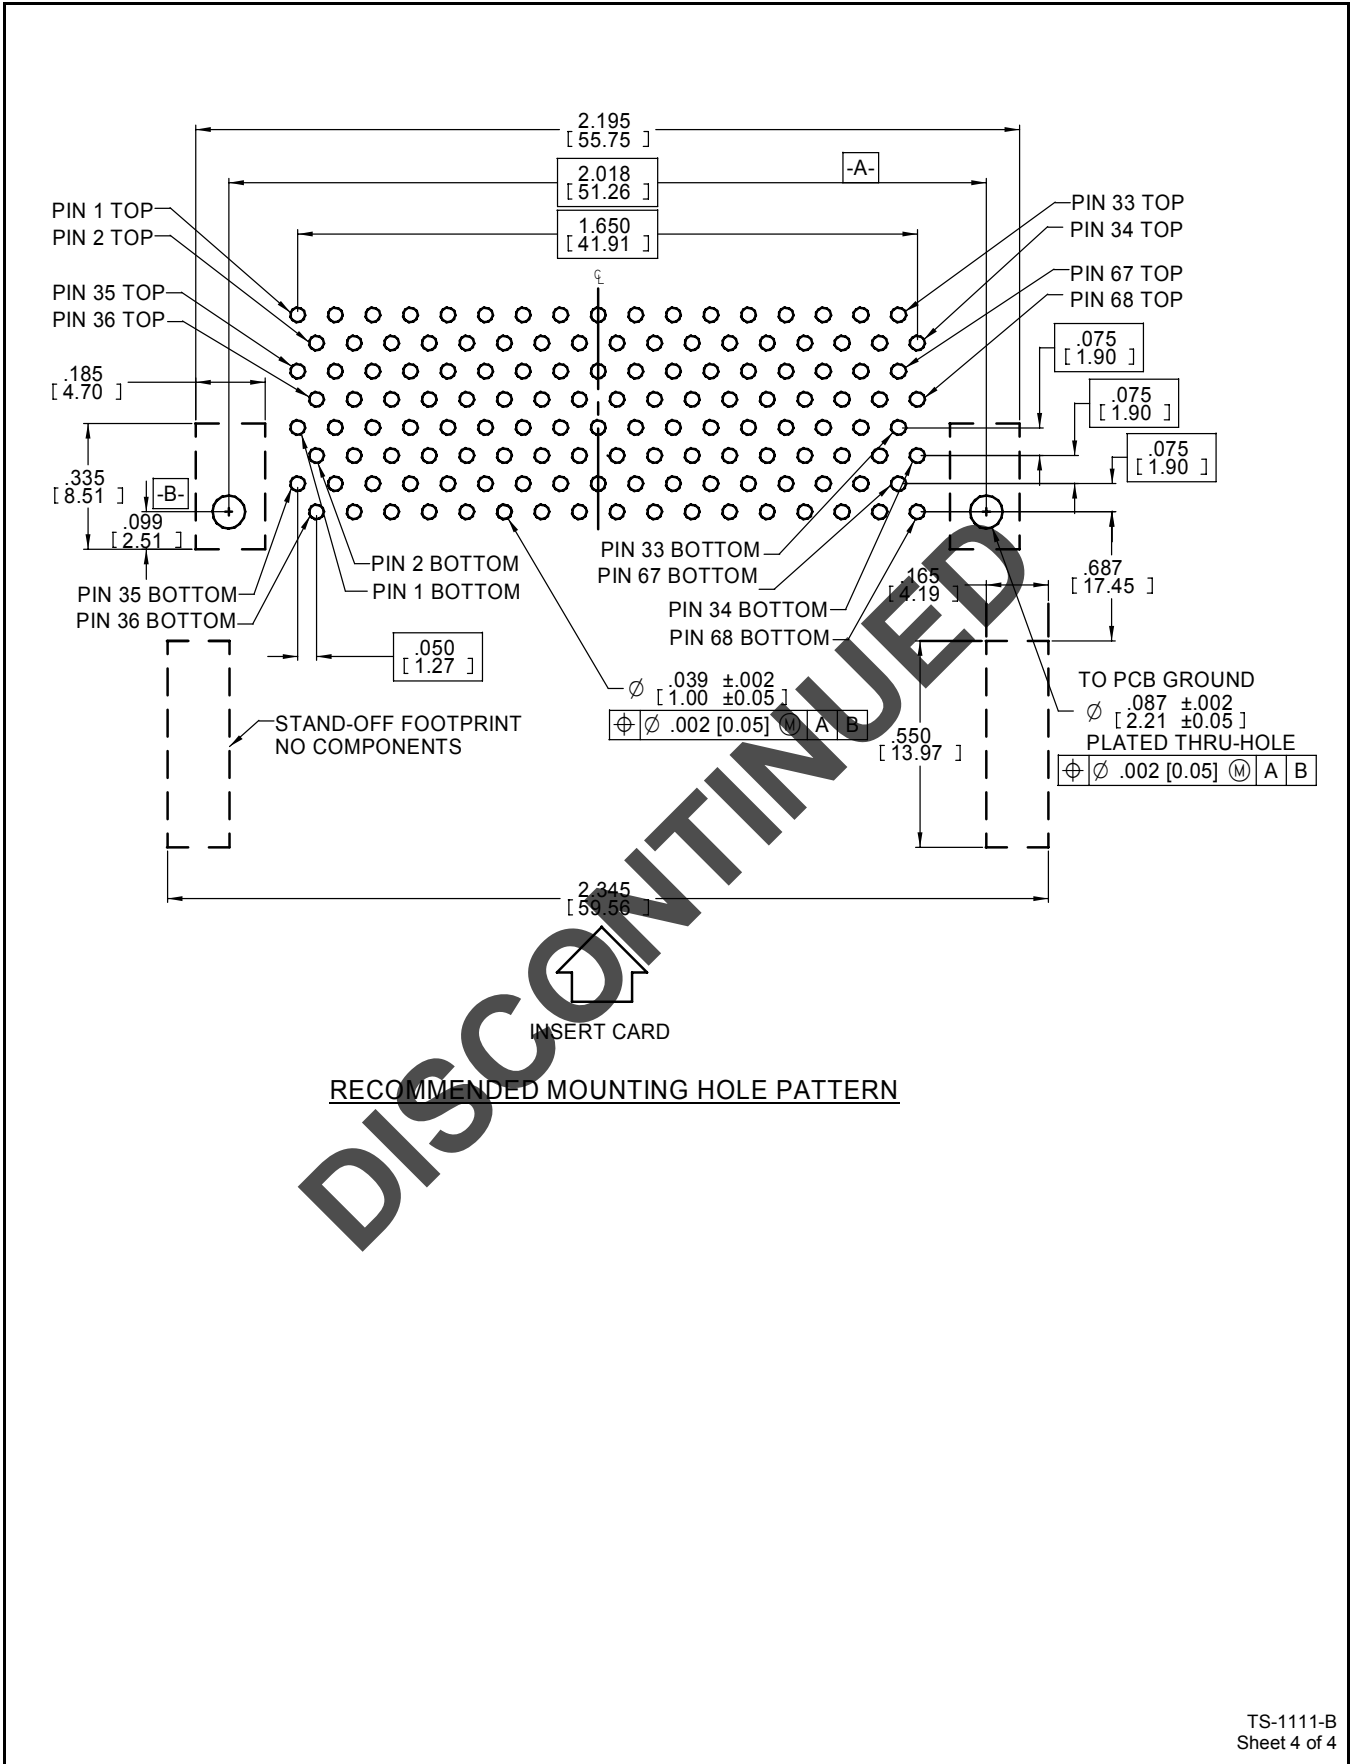 2.195
[ 55.75 ]
2.018
[ 51.26 ]
-A-
1.650
[ 41.91 ]
PIN 1 TOP
PIN 2 TOP
PIN 35 TOP
PIN 36 TOP
PIN 33 TOP
PIN 34 TOP
PIN 67 TOP
PIN 68 TOP
℄
.185
[ 4.70 ]
.075
[ 1.90 ]
.075
[ 1.90 ]
.075
[ 1.90 ]
.335
[ 8.51 ]
-B-
.099
[ 2.51 ]
PIN 2 BOTTOM
PIN 1 BOTTOM
PIN 35 BOTTOM
PIN 36 BOTTOM
PIN 33 BOTTOM
PIN 67 BOTTOM
PIN 34 BOTTOM
PIN 68 BOTTOM
.165
[ 4.19 ]
.687
[ 17.45 ]
.050
[ 1.27 ]
∅ .039 ±.002
[ 1.00 ±0.05 ]
⌖ ∅ .002 [0.05] Ⓜ A B
TO PCB GROUND
∅ .087 ±.002
[ 2.21 ±0.05 ]
PLATED THRU-HOLE
⌖ ∅ .002 [0.05] Ⓜ A B
STAND-OFF FOOTPRINT
NO COMPONENTS
.550
[ 13.97 ]
2.345
[ 59.56 ]
INSERT CARD
RECOMMENDED MOUNTING HOLE PATTERN
DISCONTINUED
TS-1111-B
Sheet 4 of 4